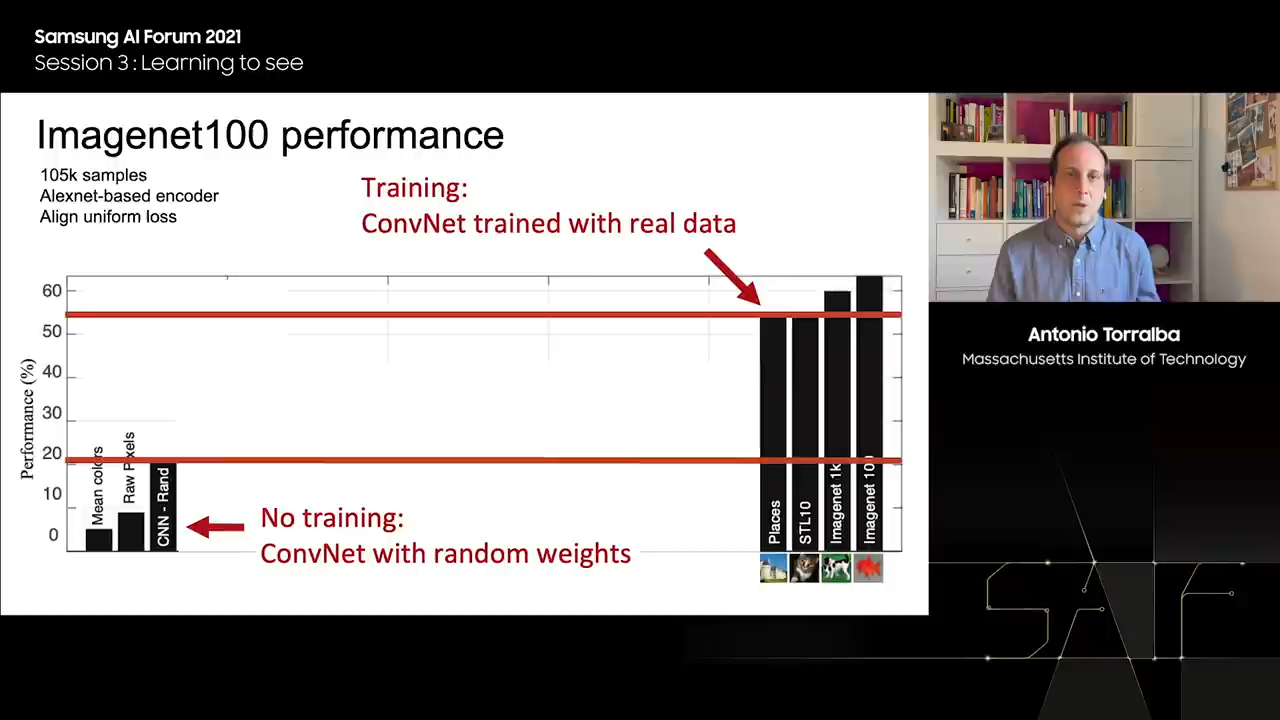 Samsung AI Forum 2021
Session 3 : Learning to see
Imagenet100 performance
105k samples
Alexnet-based encoder
Align uniform loss
Training:
ConvNet trained with real data
Performance (%)
60
50
40
30
20
10
0
Mean colors
Raw Pixels
CNN - Rand
No training:
ConvNet with random weights
Places
STL10
Imagenet 1k
Imagenet 100
Antonio Torralba
Massachusetts Institute of Technology